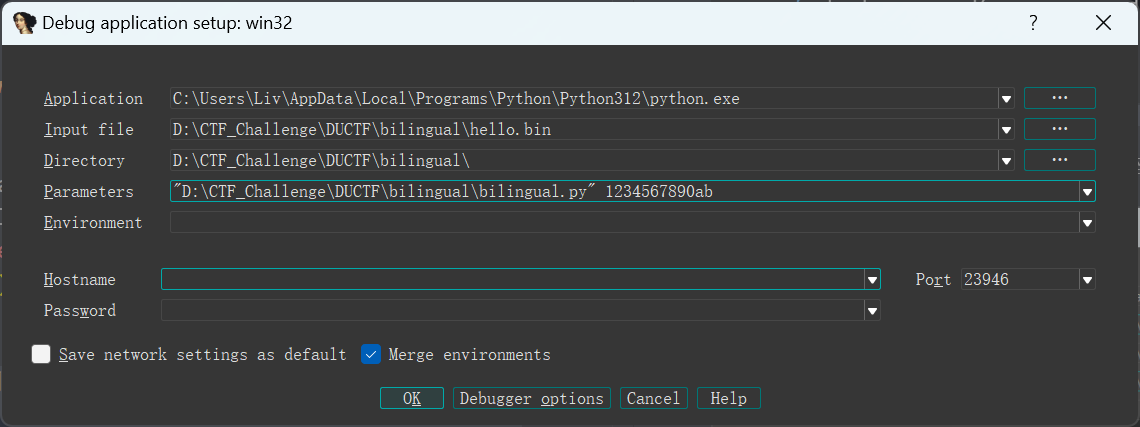 Debug application setup: win32
Application C:\Users\Liv\AppData\Local\Programs\Python\Python312\python.exe ...
Input file D:\CTF_Challenge\DUCTF\bilingual\hello.bin ...
Directory D:\CTF_Challenge\DUCTF\bilingual\ ...
Parameters "D:\CTF_Challenge\DUCTF\bilingual\bilingual.py" 1234567890ab
Environment
Hostname Port 23946
Password
Save network settings as default Merge environments
OK Debugger options Cancel Help